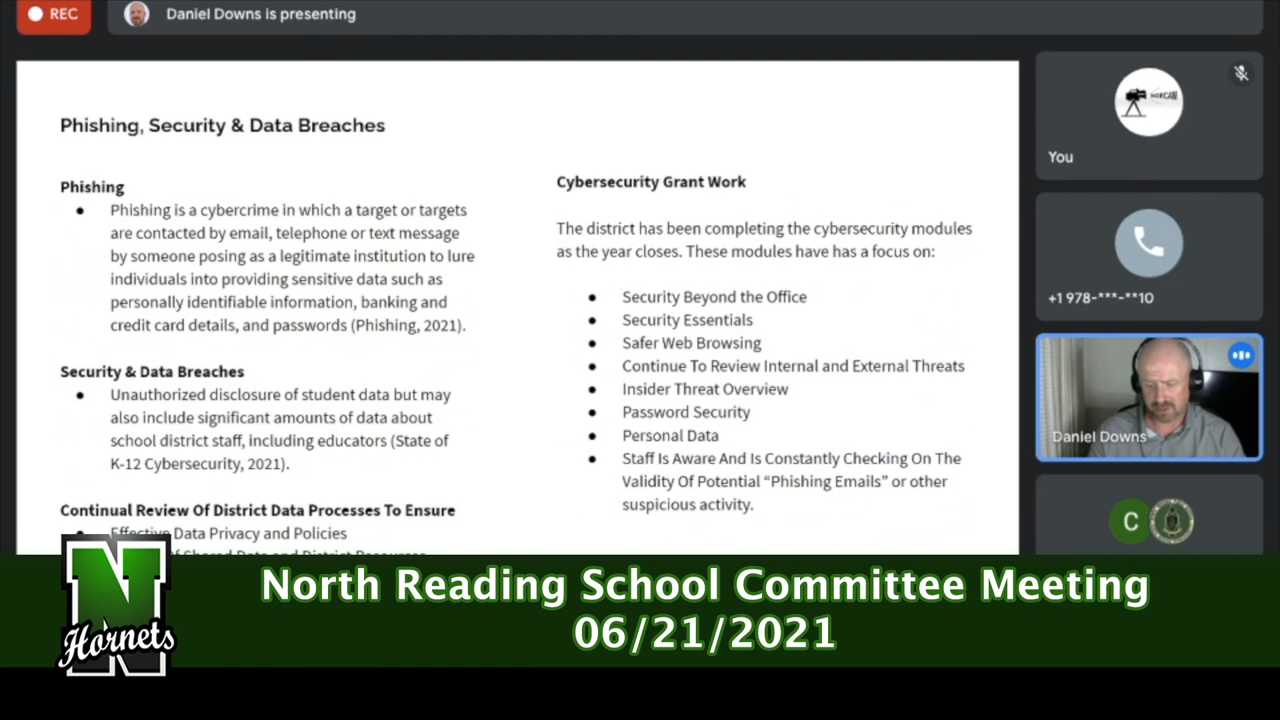 REC
Daniel Downs is presenting
Phishing, Security & Data Breaches
Phishing
● Phishing is a cybercrime in which a target or targets
are contacted by email, telephone or text message
by someone posing as a legitimate institution to lure
individuals into providing sensitive data such as
personally identifiable information, banking and
credit card details, and passwords (Phishing, 2021).
Security & Data Breaches
● Unauthorized disclosure of student data but may
also include significant amounts of data about
school district staff, including educators (State of
K-12 Cybersecurity, 2021).
Continual Review Of District Data Processes To Ensure
● Effective Data Privacy and Policies
Of Shared Data and District Resources
Cybersecurity Grant Work
The district has been completing the cybersecurity modules
as the year closes. These modules have has a focus on:
● Security Beyond the Office
● Security Essentials
● Safer Web Browsing
● Continue To Review Internal and External Threats
● Insider Threat Overview
● Password Security
● Personal Data
● Staff Is Aware And Is Constantly Checking On The
Validity Of Potential “Phishing Emails” or other
suspicious activity.
NORCAM
You
+1 978-***-**10
Daniel Downs
C
N
Hornets
North Reading School Committee Meeting
06/21/2021